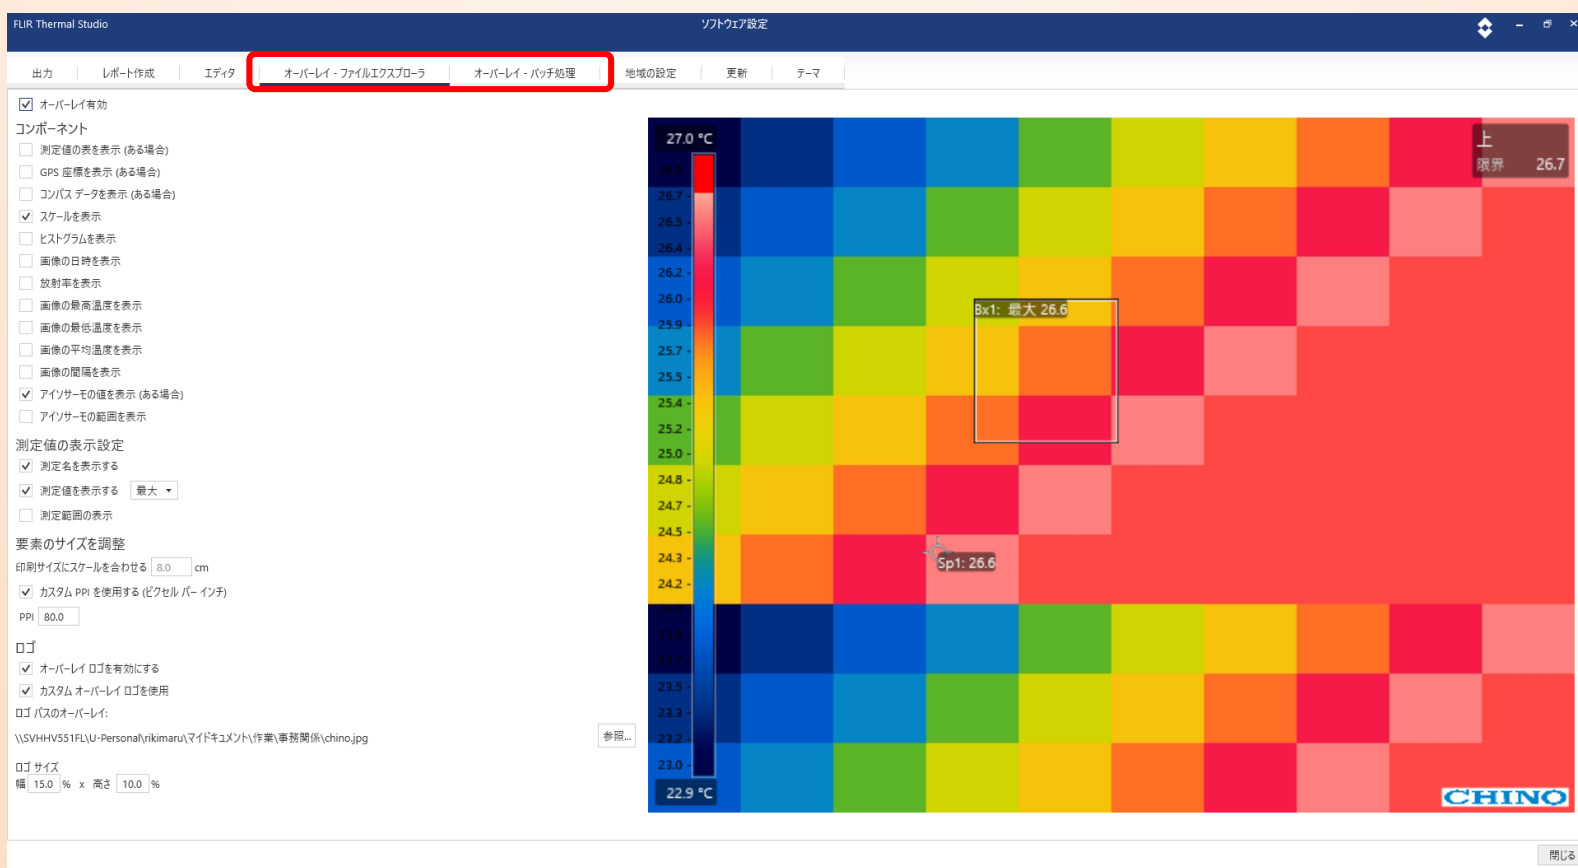 FLIR Thermal Studio
ソフトウェア設定
出力 レポート作成 エディタ オーバーレイ - ファイルエクスプローラ オーバーレイ - バッチ処理 地域の設定 更新 テーマ
オーバーレイ有効
コンポーネント
測定値の表を表示 (ある場合)
GPS 座標を表示 (ある場合)
コンパス データを表示 (ある場合)
スケールを表示
ヒストグラムを表示
画像の日時を表示
放射率を表示
画像の最高温度を表示
画像の最低温度を表示
画像の平均温度を表示
画像の間隔を表示
アイソサーモの値を表示 (ある場合)
アイソサーモの範囲を表示
測定値の表示設定
測定名を表示する
測定値を表示する 最大
測定範囲の表示
要素のサイズを調整
印刷サイズにスケールを合わせる 8.0 cm
カスタム PPI を使用する (ピクセル パー インチ)
PPI 80.0
ロゴ
オーバーレイ ロゴを有効にする
カスタム オーバーレイ ロゴを使用
ロゴ パスのオーバーレイ:
\\SVHHV551FL\U-Personal\rikimaru\マイドキュメント\作業\事務関係\chino.jpg
参照...
ロゴ サイズ
幅 15.0 % x 高さ 10.0 %
27.0 °C
26.7 -
26.5 -
26.4 -
26.2 -
26.0 -
25.9 -
25.7 -
25.5 -
25.4 -
25.2 -
25.0 -
24.8 -
24.7 -
24.5 -
24.3 -
24.2 -
23.5 -
23.3 -
23.2 -
23.0 -
22.9 °C
上
限界 26.7
Bx1: 最大 26.6
Sp1: 26.6
CHINO
閉じる